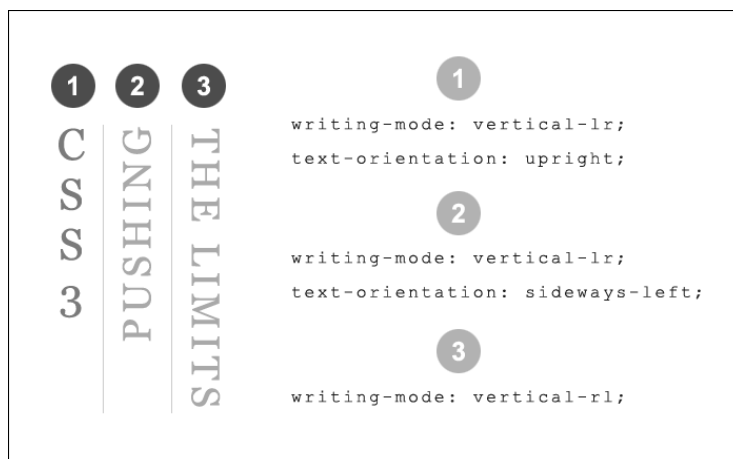 1 2 3
CSS3
PUSHING
THE LIMITS
1
writing-mode: vertical-lr;
text-orientation: upright;
2
writing-mode: vertical-lr;
text-orientation: sideways-left;
3
writing-mode: vertical-rl;